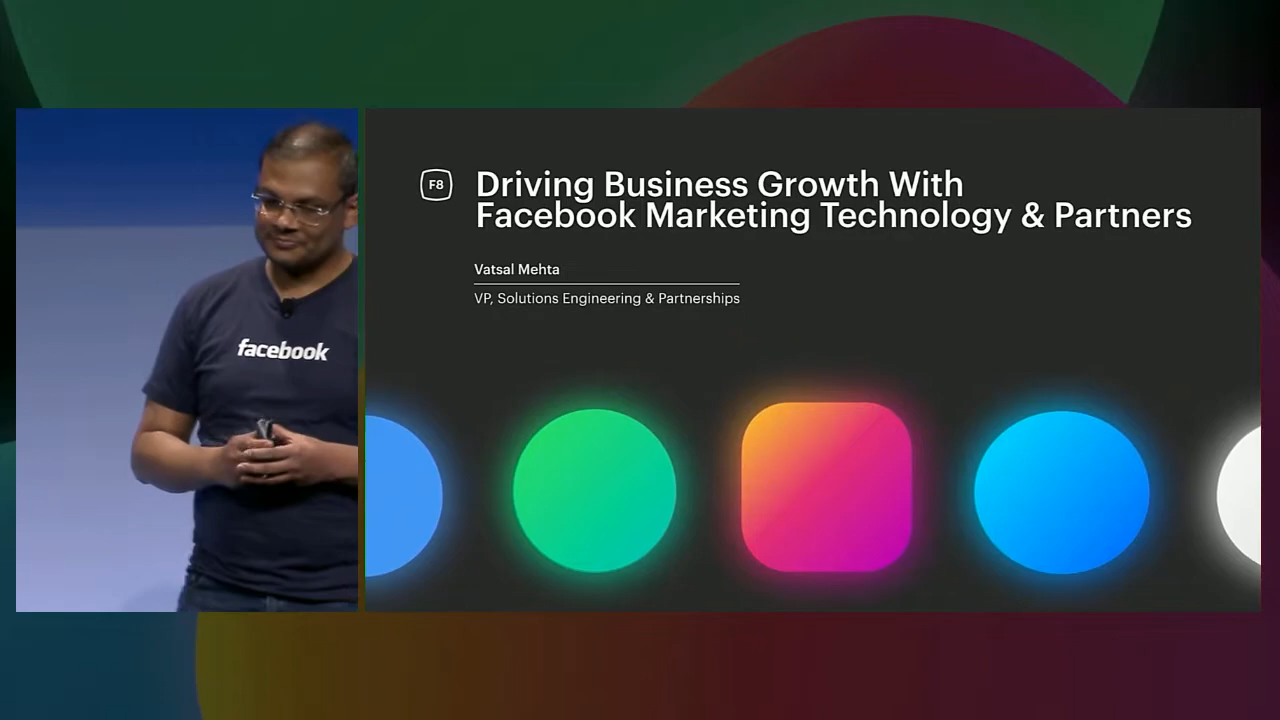 facebook
F8
Driving Business Growth With
Facebook Marketing Technology & Partners
Vatsal Mehta
VP, Solutions Engineering & Partnerships